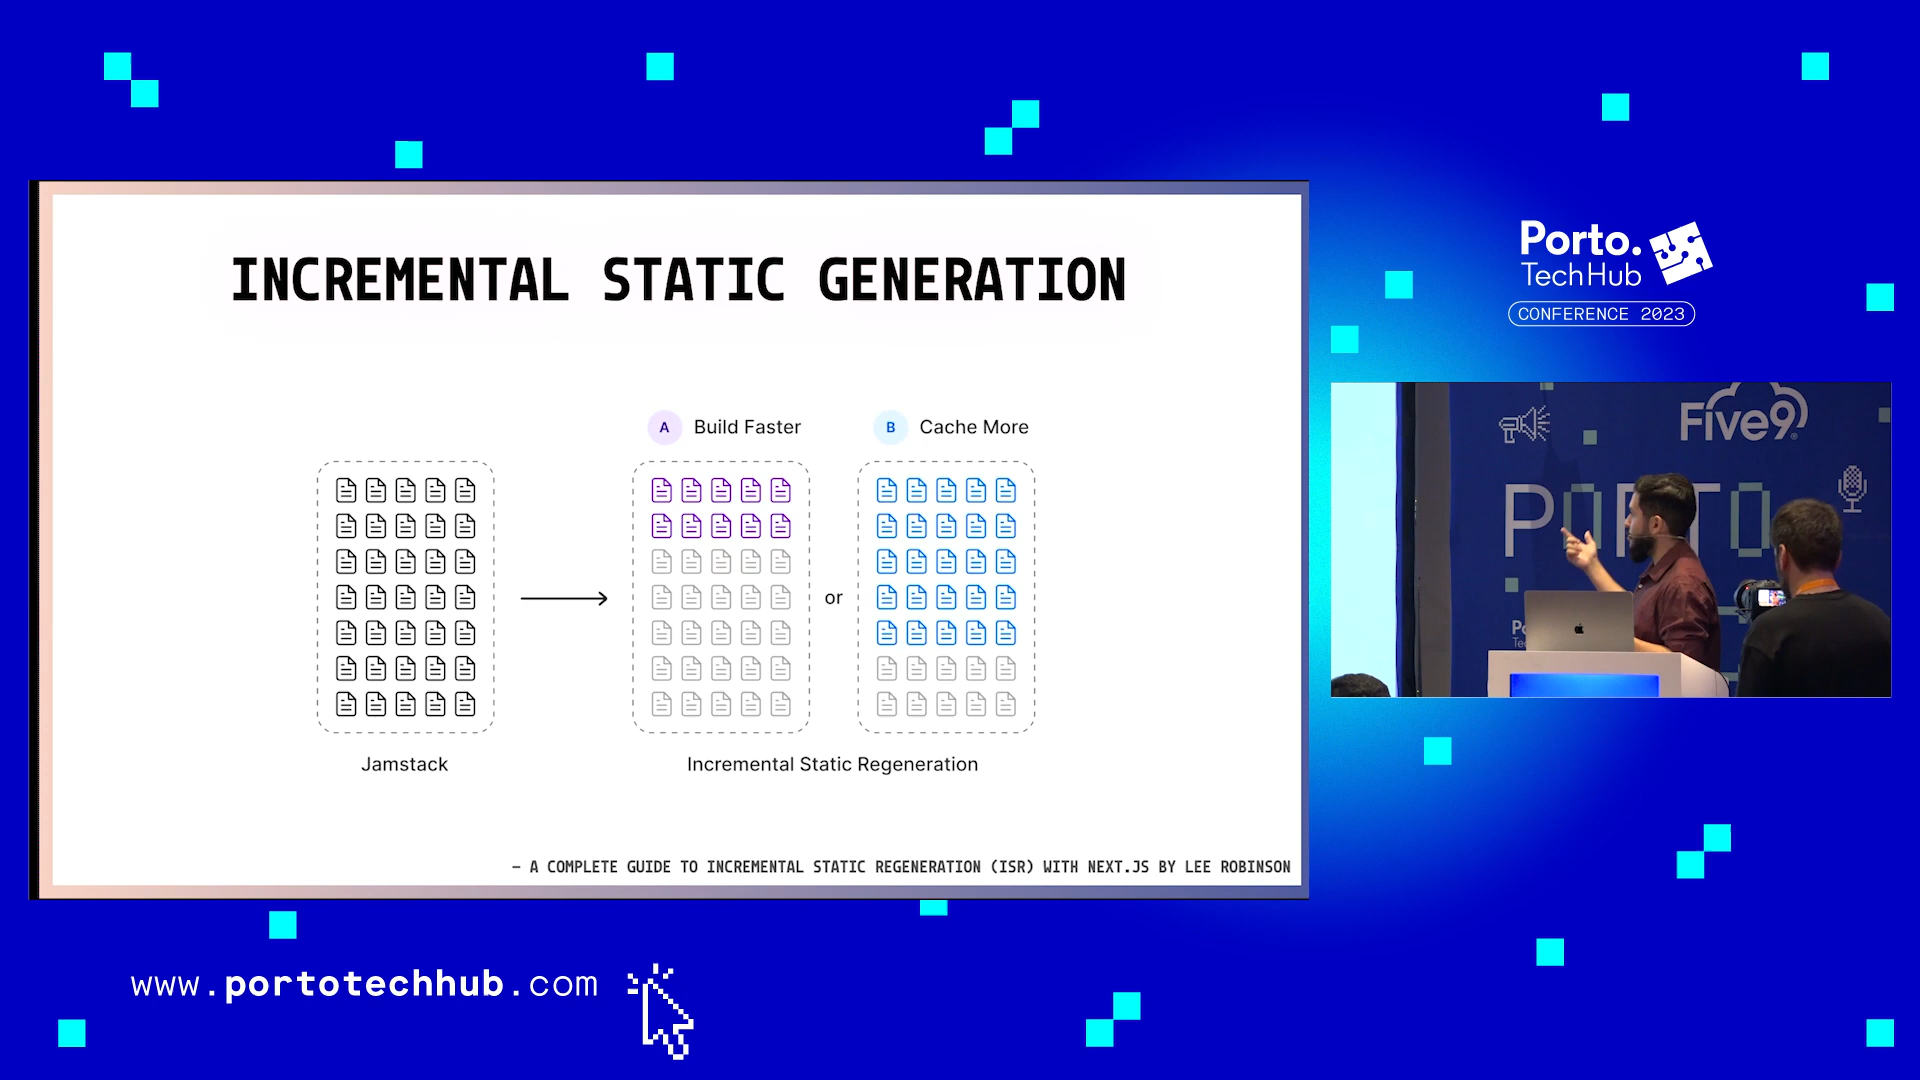 INCREMENTAL STATIC GENERATION
A Build Faster
B Cache More
or
Jamstack
Incremental Static Regeneration
– A COMPLETE GUIDE TO INCREMENTAL STATIC REGENERATION (ISR) WITH NEXT.JS BY LEE ROBINSON
Porto.
TechHub
CONFERENCE 2023
Five9
PORTO
www.portotechhub.com